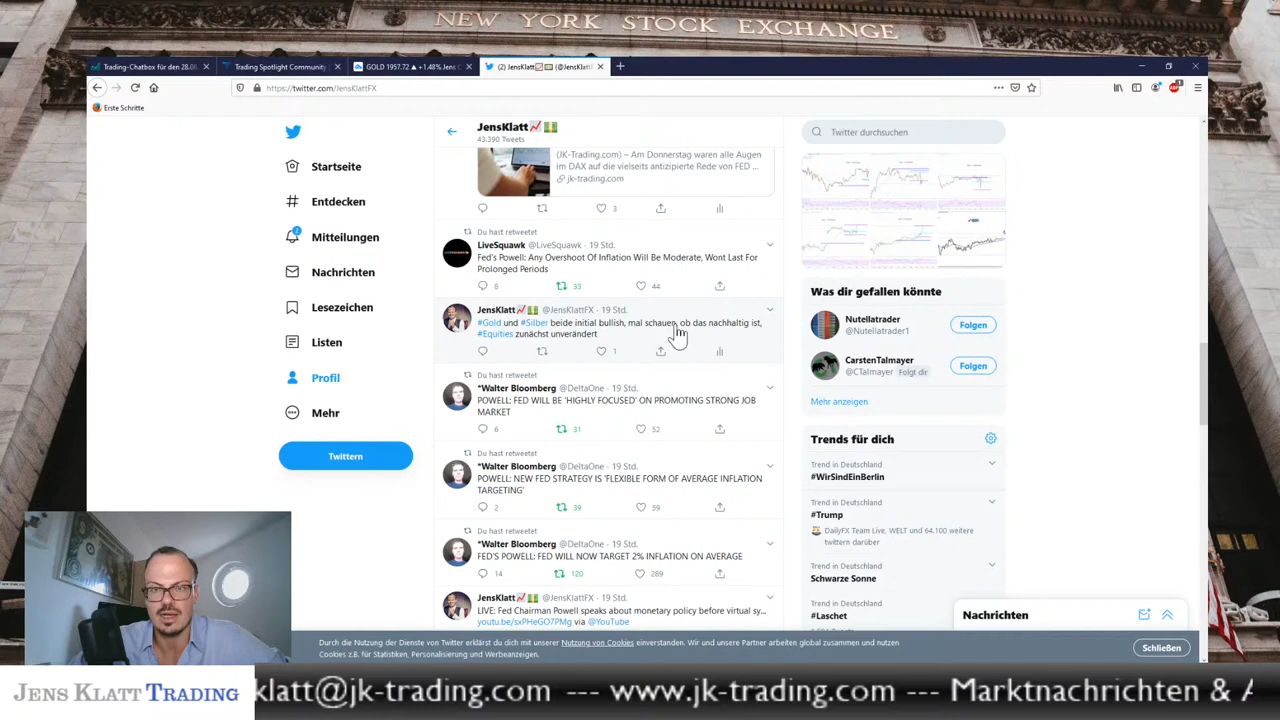 NEW YORK STOCK EXCHANGE
Trading-Chatbox für den 28.0
Trading Spotlight Community
GOLD 1957.72 ▲ +1.48% Jens
(2) JensKlatt📈💵 (@JensKlatt
https://twitter.com/JensKlattFX
Erste Schritte
Startseite
Entdecken
2
Mitteilungen
Nachrichten
Lesezeichen
Listen
Profil
Mehr
Twittern
JensKlatt📈💵
43.390 Tweets
(JK-Trading.com) – Am Donnerstag waren alle Augen
im DAX auf die vielseits antizipierte Rede von FED ...
jk-trading.com
3
Du hast retweetet
LiveSquawk @LiveSquawk · 19 Std.
Fed's Powell: Any Overshoot Of Inflation Will Be Moderate, Wont Last For
Prolonged Periods
8 33 44
JensKlatt📈💵 @JensKlattFX · 19 Std.
#Gold und #Silber beide initial bullish, mal schauen, ob das nachhaltig ist,
#Equities zunächst unverändert
1
Du hast retweetet
*Walter Bloomberg @DeltaOne · 19 Std.
POWELL: FED WILL BE 'HIGHLY FOCUSED' ON PROMOTING STRONG JOB
MARKET
6 31 52
Du hast retweetet
*Walter Bloomberg @DeltaOne · 19 Std.
POWELL: NEW FED STRATEGY IS 'FLEXIBLE FORM OF AVERAGE INFLATION
TARGETING'
2 39 59
Du hast retweetet
*Walter Bloomberg @DeltaOne · 19 Std.
FED'S POWELL: FED WILL NOW TARGET 2% INFLATION ON AVERAGE
14 120 289
JensKlatt📈💵 @JensKlattFX · 19 Std.
LIVE: Fed Chairman Powell speaks about monetary policy before virtual sy...
youtu.be/sxPHeGO7PMg via @YouTube
Twitter durchsuchen
Was dir gefallen könnte
Nutellatrader
@Nutellatrader1
Folgen
CarstenTalmayer
@CTalmayer Folgt dir
Folgen
Mehr anzeigen
Trends für dich
Trend in Deutschland
#WirSindEinBerlin
Trend in Deutschland
#Trump
DailyFX Team Live, WELT und 64.100 weitere
twittern darüber
Trend in Deutschland
Schwarze Sonne
Trend in Deutschland
#Laschet
Nachrichten
Durch die Nutzung der Dienste von Twitter erklärst du dich mit unserer Nutzung von Cookies einverstanden. Wir und unsere Partner arbeiten global zusammen und nutzen
Cookies z.B. für Statistiken, Personalisierung und Werbeanzeigen.
Schließen
JENS KLATT TRADING
klatt@jk-trading.com --- www.jk-trading.com --- Marktnachrichten & A